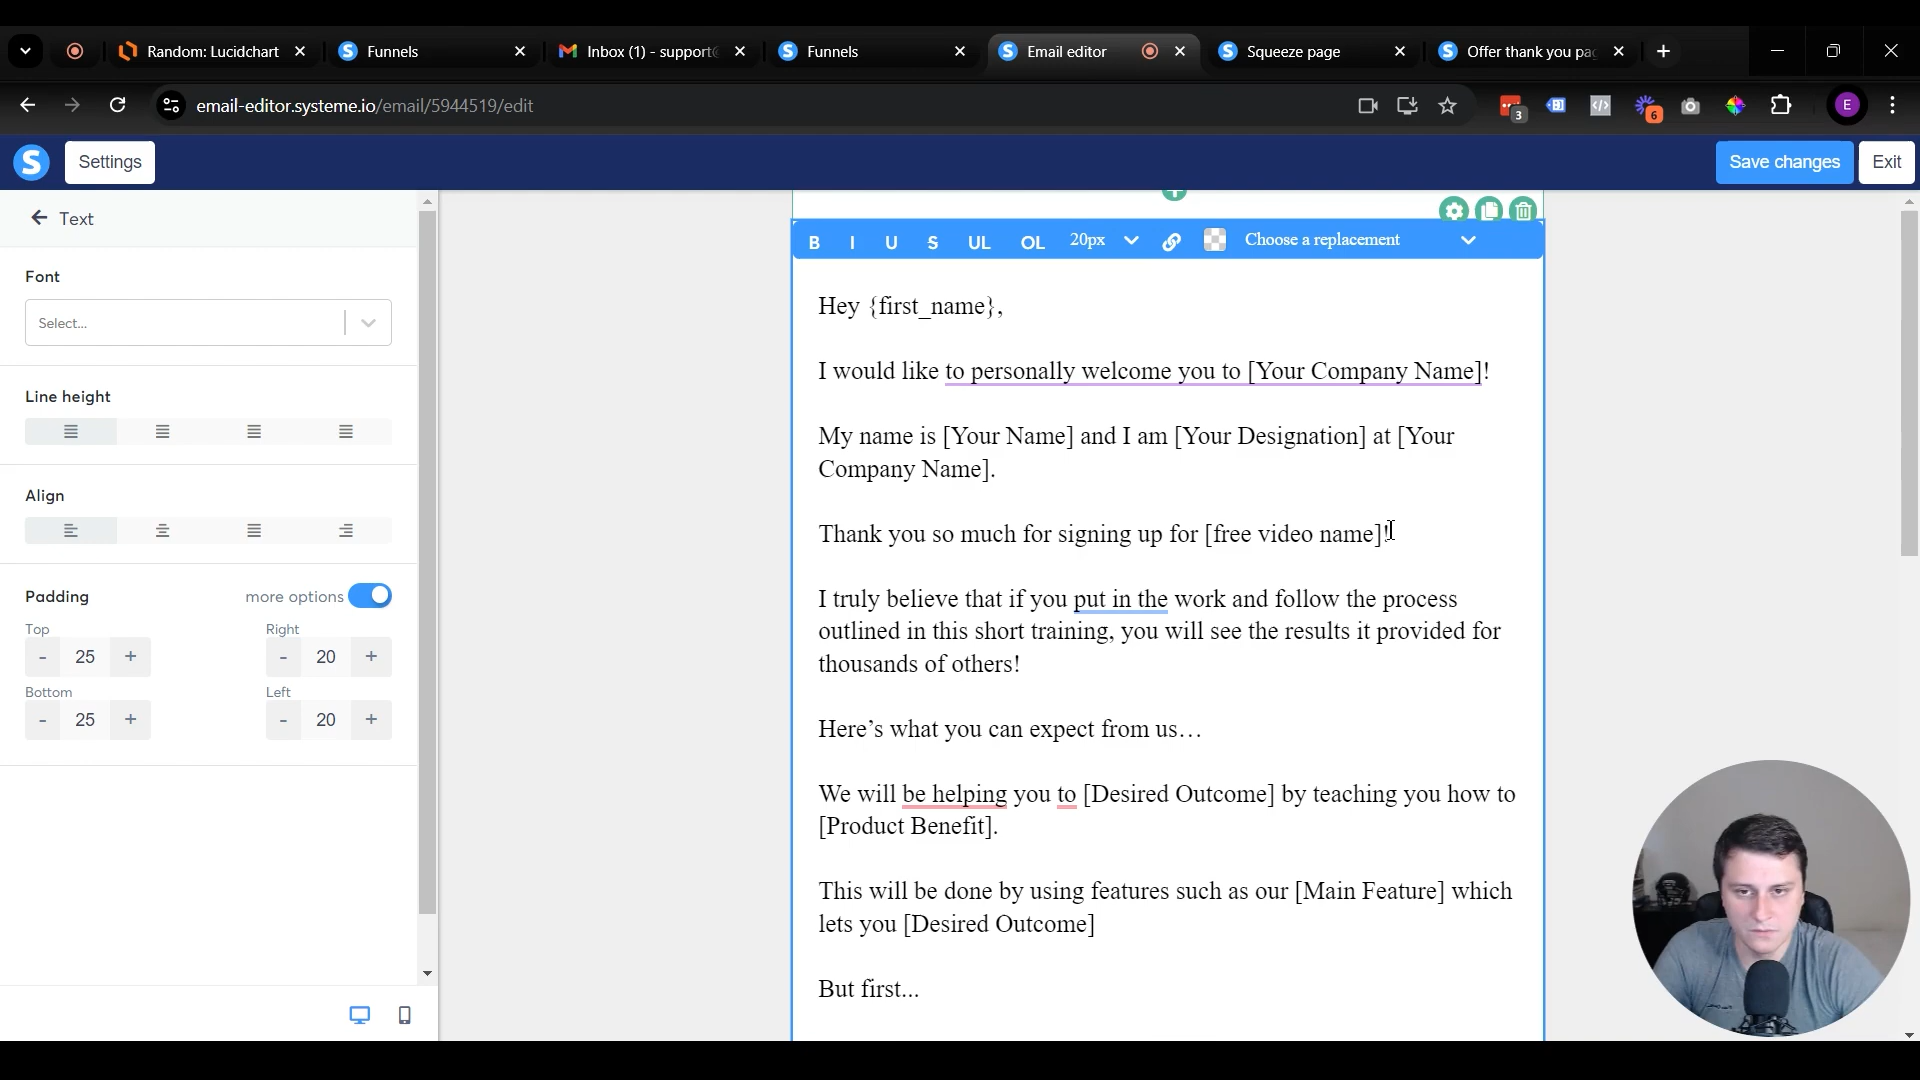 Random: Lucidchart
Funnels
Inbox (1) - support
Funnels
Email editor
Squeeze page
Offer thank you pa
email-editor.systeme.io/email/5944519/edit
3
6
E
S
Settings
Save changes
Exit
Text
Font
Select...
Line height
Align
Padding
more options
Top
Right
- 25 +
- 20 +
Bottom
Left
- 25 +
- 20 +
B I U S UL OL 20px Choose a replacement
Hey {first_name},
I would like to personally welcome you to [Your Company Name]!
My name is [Your Name] and I am [Your Designation] at [Your
Company Name].
Thank you so much for signing up for [free video name]!
I truly believe that if you put in the work and follow the process
outlined in this short training, you will see the results it provided for
thousands of others!
Here’s what you can expect from us…
We will be helping you to [Desired Outcome] by teaching you how to
[Product Benefit].
This will be done by using features such as our [Main Feature] which
lets you [Desired Outcome]
But first...